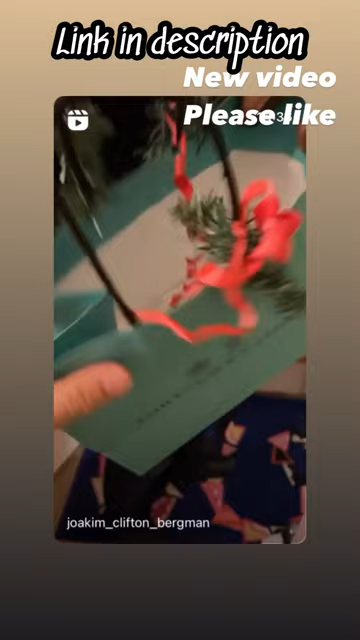 Link in description
New video
Please like
joakim_clifton_bergman